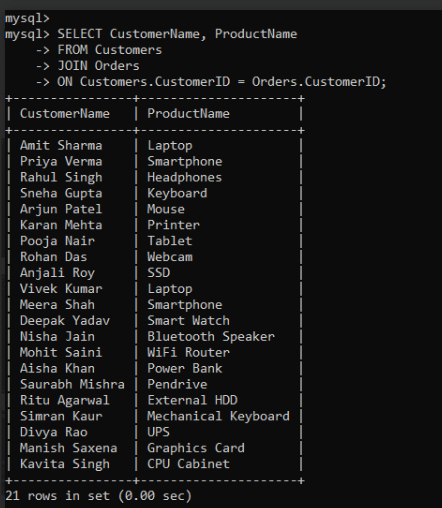 mysql>
mysql> SELECT CustomerName, ProductName
    -> FROM Customers
    -> JOIN Orders
    -> ON Customers.CustomerID = Orders.CustomerID;
+----------------+---------------------+
| CustomerName   | ProductName         |
+----------------+---------------------+
| Amit Sharma    | Laptop              |
| Priya Verma    | Smartphone          |
| Rahul Singh    | Headphones          |
| Sneha Gupta    | Keyboard            |
| Arjun Patel    | Mouse               |
| Karan Mehta    | Printer             |
| Pooja Nair     | Tablet              |
| Rohan Das      | Webcam              |
| Anjali Roy     | SSD                 |
| Vivek Kumar    | Laptop              |
| Meera Shah     | Smartphone          |
| Deepak Yadav   | Smart Watch         |
| Nisha Jain     | Bluetooth Speaker   |
| Mohit Saini    | WiFi Router         |
| Aisha Khan     | Power Bank          |
| Saurabh Mishra | Pendrive            |
| Ritu Agarwal   | External HDD        |
| Simran Kaur    | Mechanical Keyboard |
| Divya Rao      | UPS                 |
| Manish Saxena  | Graphics Card       |
| Kavita Singh   | CPU Cabinet         |
+----------------+---------------------+
21 rows in set (0.00 sec)